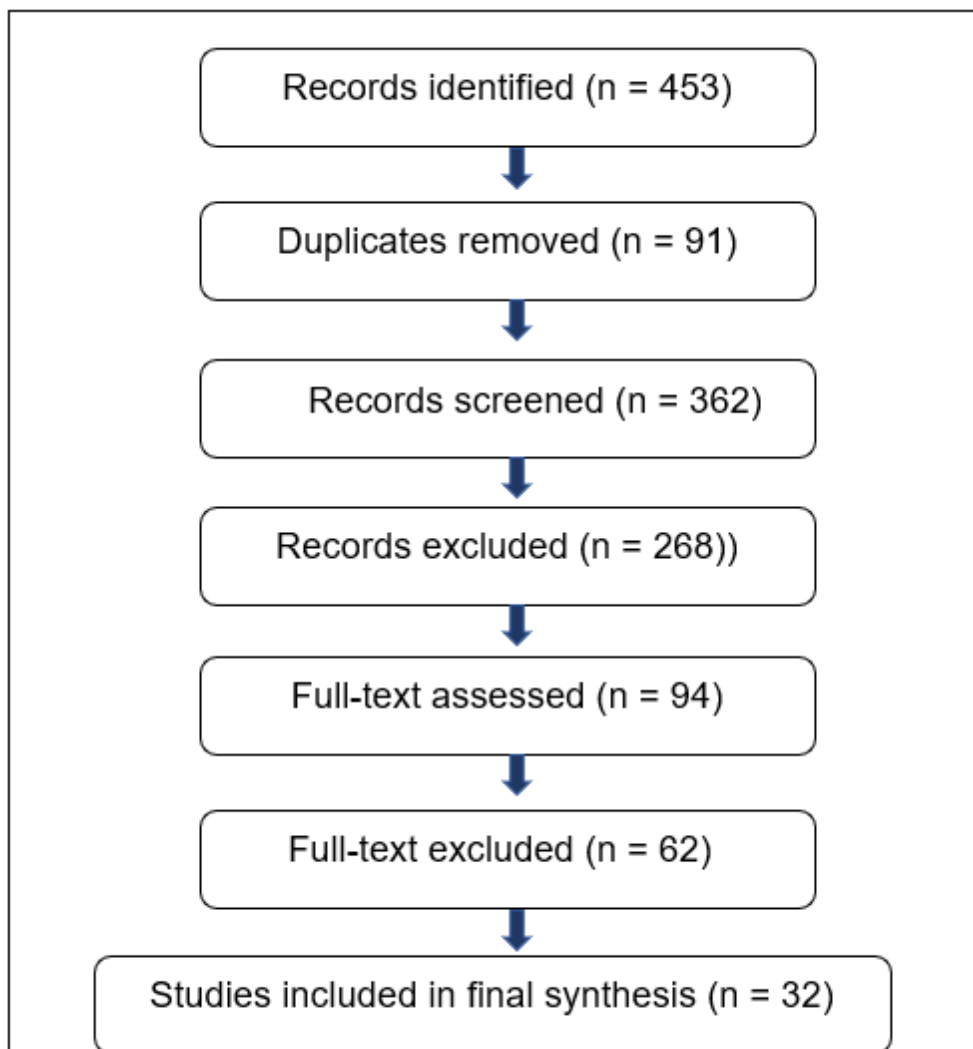 Records identified (n = 453)
Duplicates removed (n = 91)
Records screened (n = 362)
Records excluded (n = 268))
Full-text assessed (n = 94)
Full-text excluded (n = 62)
Studies included in final synthesis (n = 32)